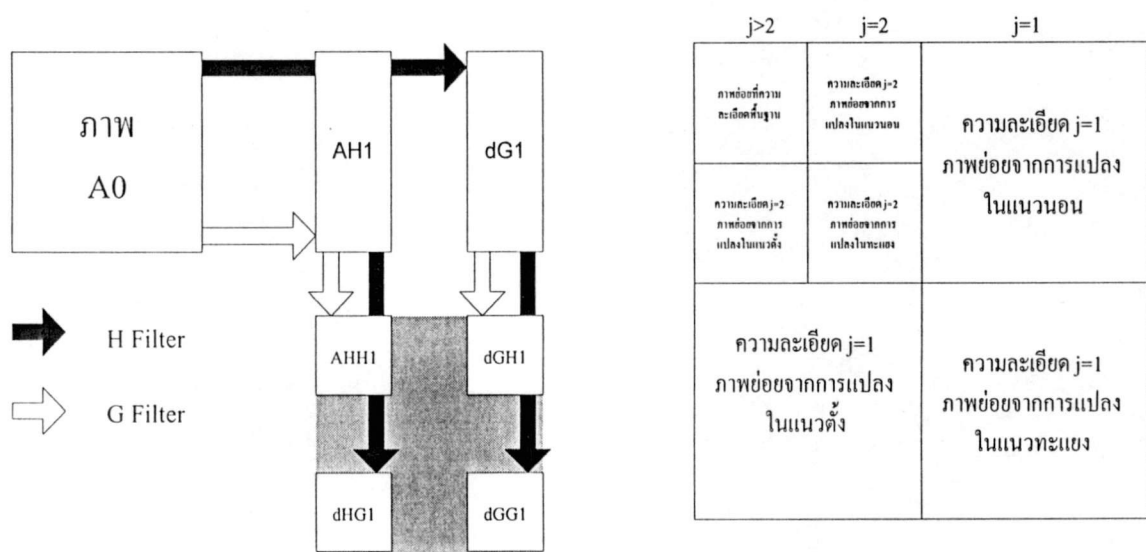 ภาพ
A0
AH1
dG1
H Filter
G Filter
AHH1
dGH1
dHG1
dGG1
j>2
j=2
j=1
ภาพย่อยที่ความ
ละเอียดพื้นฐาน
ความละเอียด j=2
ภาพย่อยจากการ
แปลงในแนวนอน
ความละเอียด j=1
ภาพย่อยจากการแปลง
ในแนวนอน
ความละเอียด j=2
ภาพย่อยจากการ
แปลงในแนวตั้ง
ความละเอียด j=2
ภาพย่อยจากการ
แปลงในทะแยง
ความละเอียด j=1
ภาพย่อยจากการแปลง
ในแนวตั้ง
ความละเอียด j=1
ภาพย่อยจากการแปลง
ในแนวทะแยง